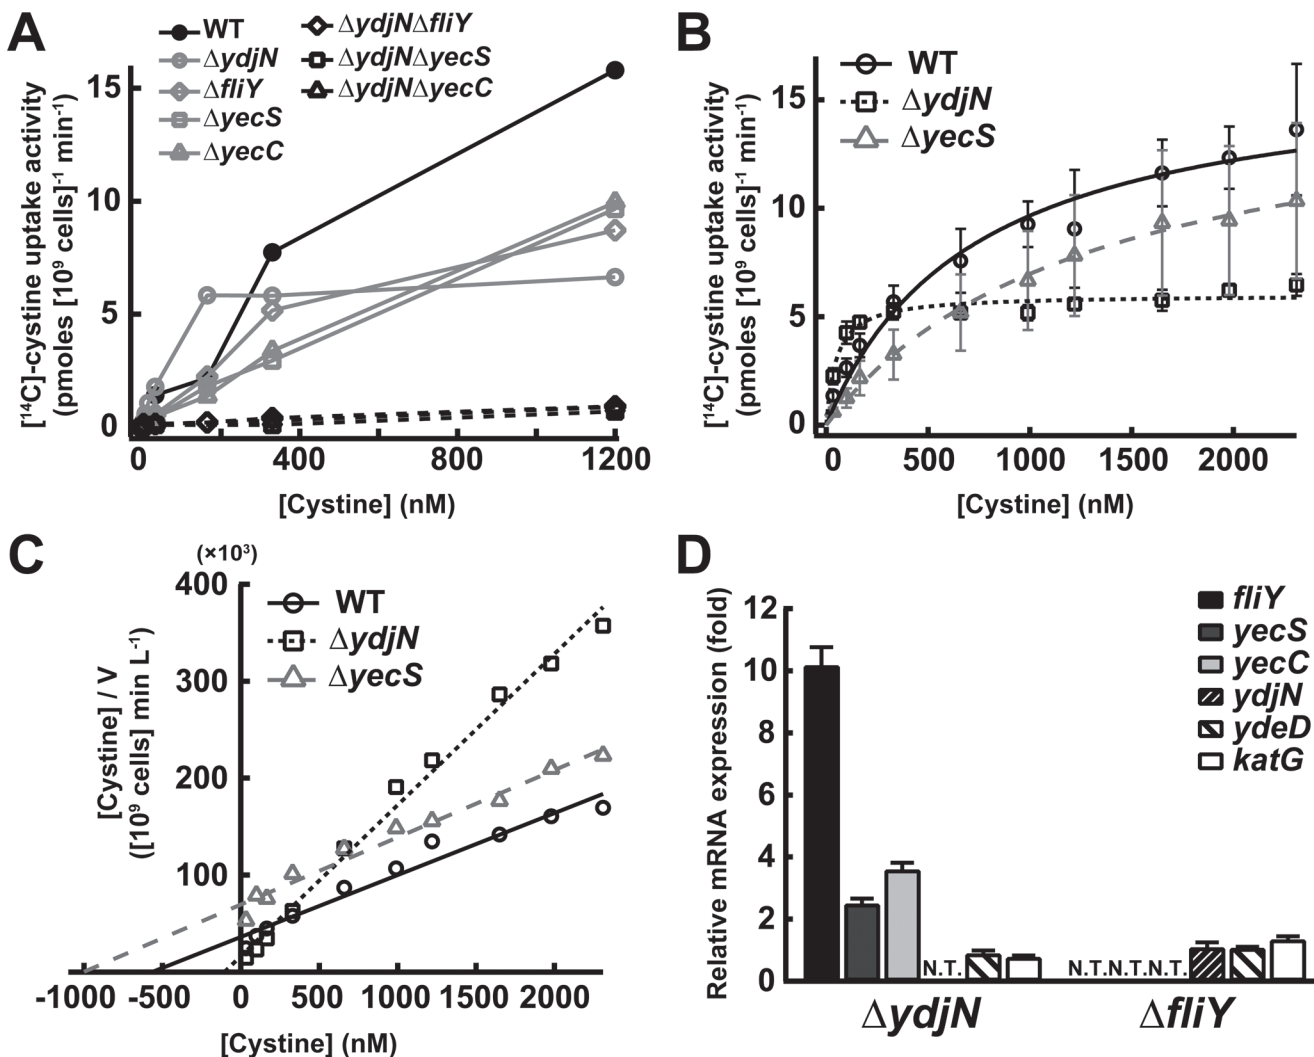 A
WT
ΔydjN
ΔfliY
ΔyecS
ΔyecC
ΔydjNΔfliY
ΔydjNΔyecS
ΔydjNΔyecC
[¹⁴C]-cystine uptake activity
(pmoles [10⁹ cells]⁻¹ min⁻¹)
15
10
5
0
0 400 800 1200
[Cystine] (nM)
B
WT
ΔydjN
ΔyecS
[¹⁴C]-cystine uptake activity
(pmoles [10⁹ cells]⁻¹ min⁻¹)
15
10
5
0
0 500 1000 1500 2000
[Cystine] (nM)
C
(×10³)
WT
ΔydjN
ΔyecS
[Cystine] / V
([10⁹ cells] min L⁻¹)
400
300
200
100
-1000 -500 0 500 1000 1500 2000
[Cystine] (nM)
D
fliY
yecS
yecC
ydjN
ydeD
katG
Relative mRNA expression (fold)
12
10
8
6
4
2
0
N.T. N.T.N.T.N.T.
ΔydjN ΔfliY